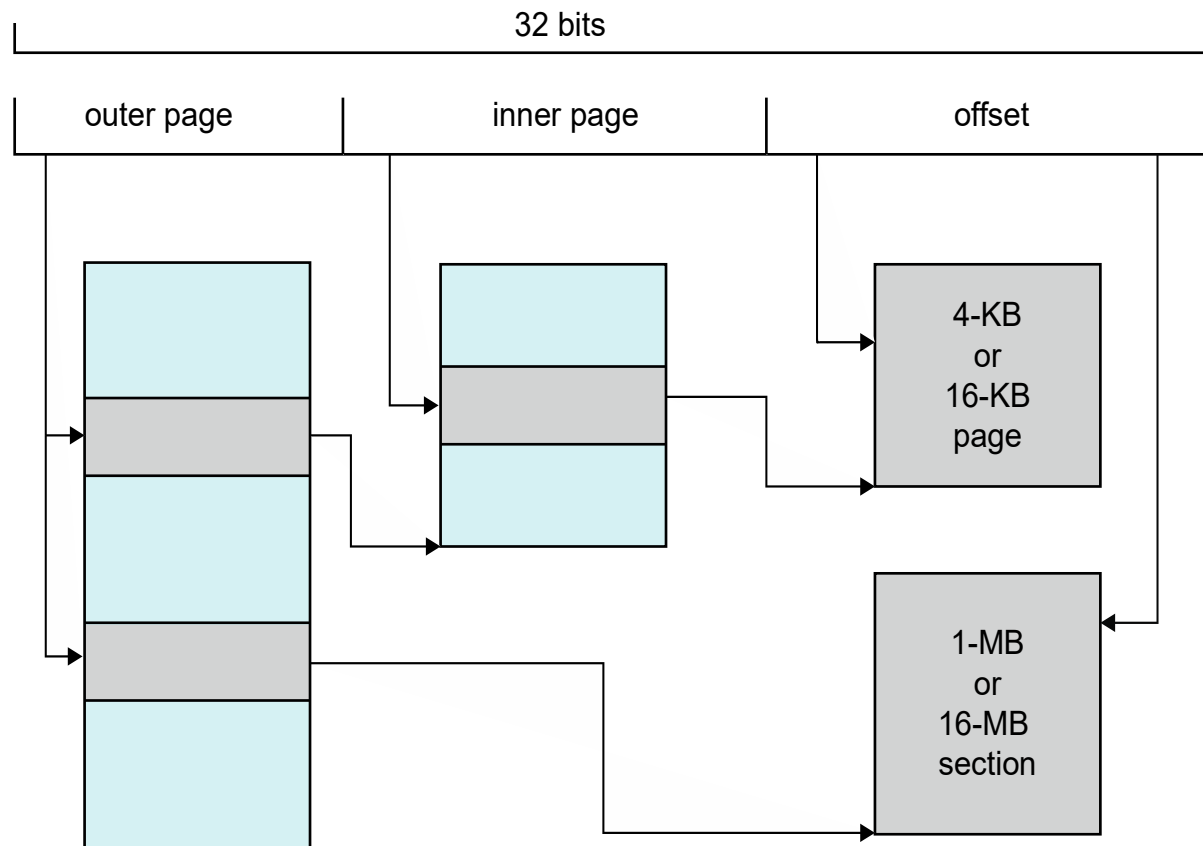 32 bits
outer page
inner page
offset
4-KB
or
16-KB
page
1-MB
or
16-MB
section